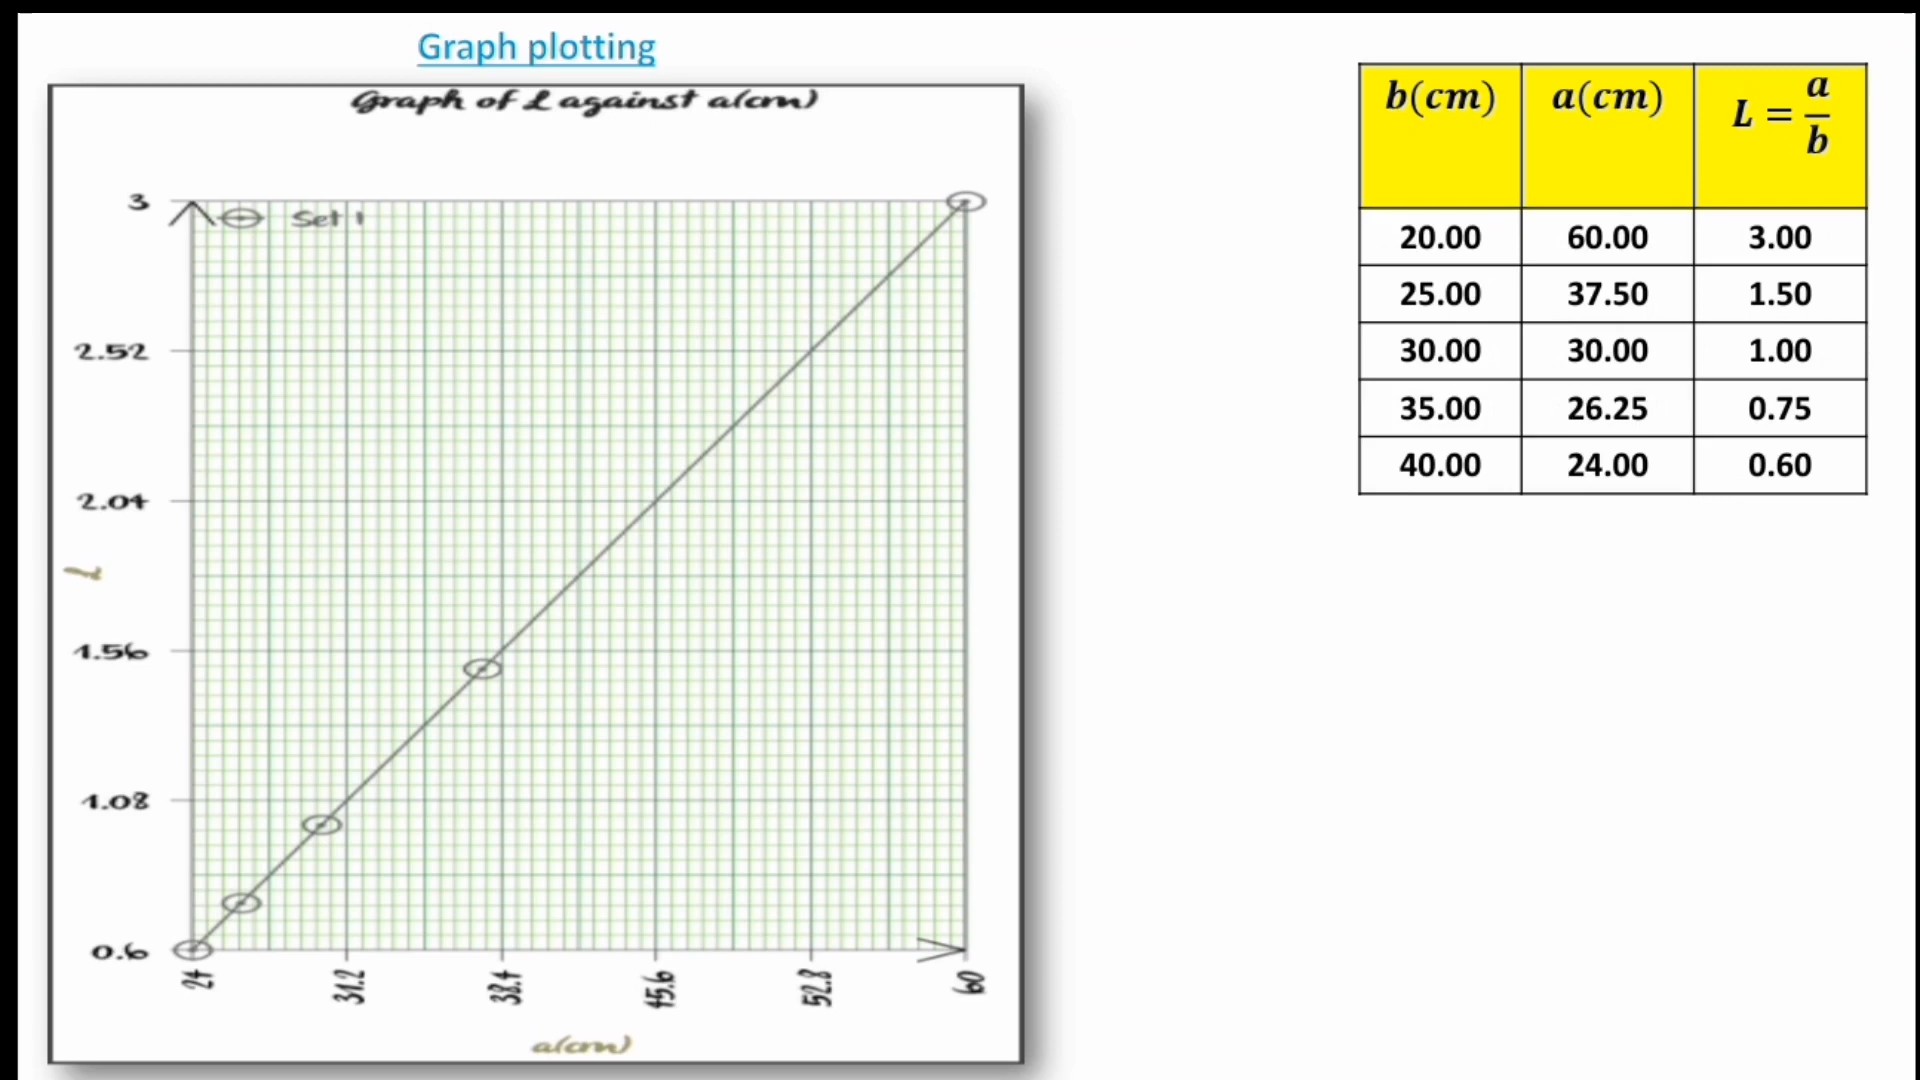 Graph plotting
Graph of L against a(cm)
Set 1
3
2.52
2.04
1.56
1.08
0.6
L
24 31.2 38.4 45.6 52.8 60
a(cm)
b(cm) a(cm) L = a/b
20.00 60.00 3.00
25.00 37.50 1.50
30.00 30.00 1.00
35.00 26.25 0.75
40.00 24.00 0.60